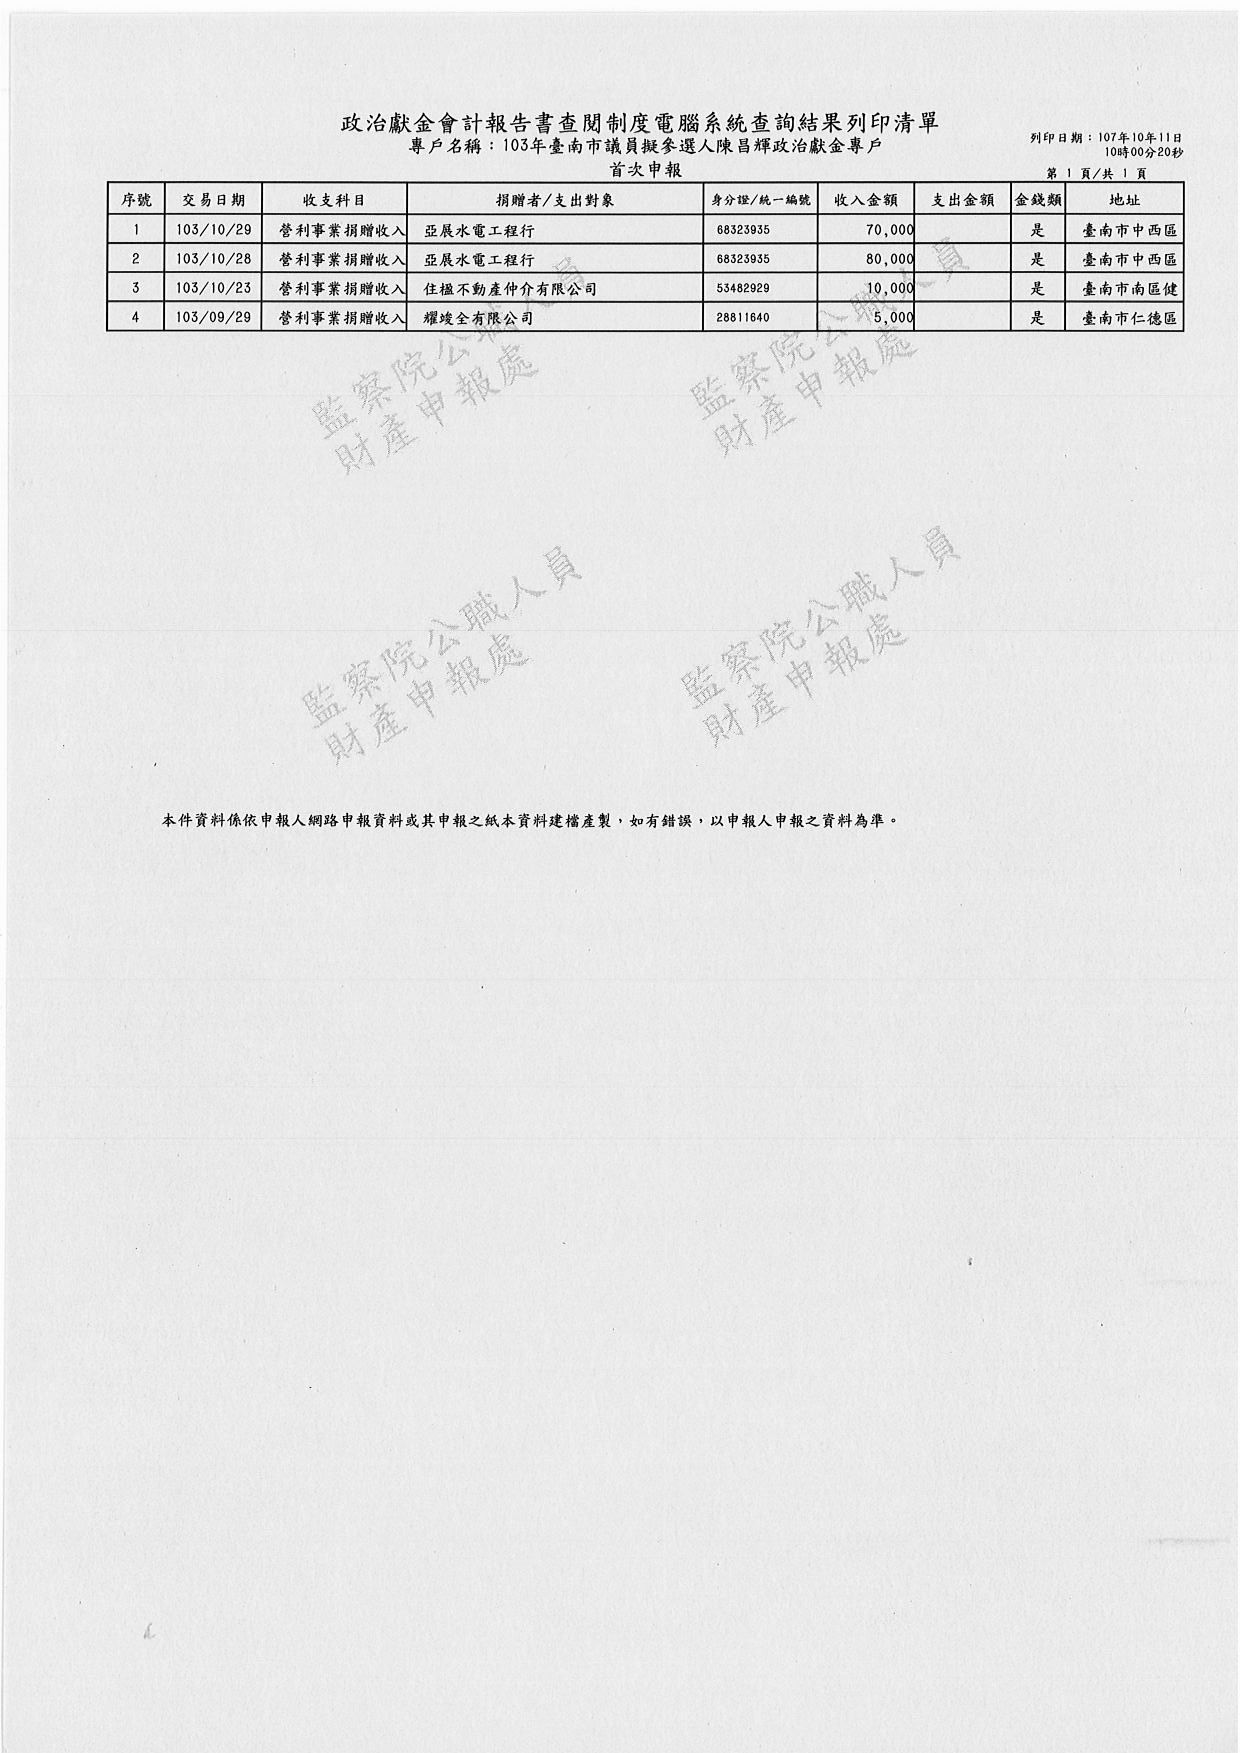 政治獻金會計報告書查閱制度電腦系統查詢結果列印清單
專戶名稱：103年臺南市議員擬參選人陳昌輝政治獻金專戶
列印日期：107年10年11日
10時00分20秒
首次申報
第 1 頁/共 1 頁
序號 交易日期 收支科目 捐贈者/支出對象 身分證/統一編號 收入金額 支出金額 金錢類 地址
1 103/10/29 營利事業捐贈收入 亞展水電工程行 68323935 70,000 是 臺南市中西區
2 103/10/28 營利事業捐贈收入 亞展水電工程行 68323935 80,000 是 臺南市中西區
3 103/10/23 營利事業捐贈收入 住楹不動產仲介有限公司 53482929 10,000 是 臺南市南區健
4 103/09/29 營利事業捐贈收入 耀竣全有限公司 28811640 5,000 是 臺南市仁德區
監察院公職人員
財產申報處
監察院公職人員
財產申報處
監察院公職人員
財產申報處
監察院公職人員
財產申報處
本件資料係依申報人網路申報資料或其申報之紙本資料建檔產製，如有錯誤，以申報人申報之資料為準。